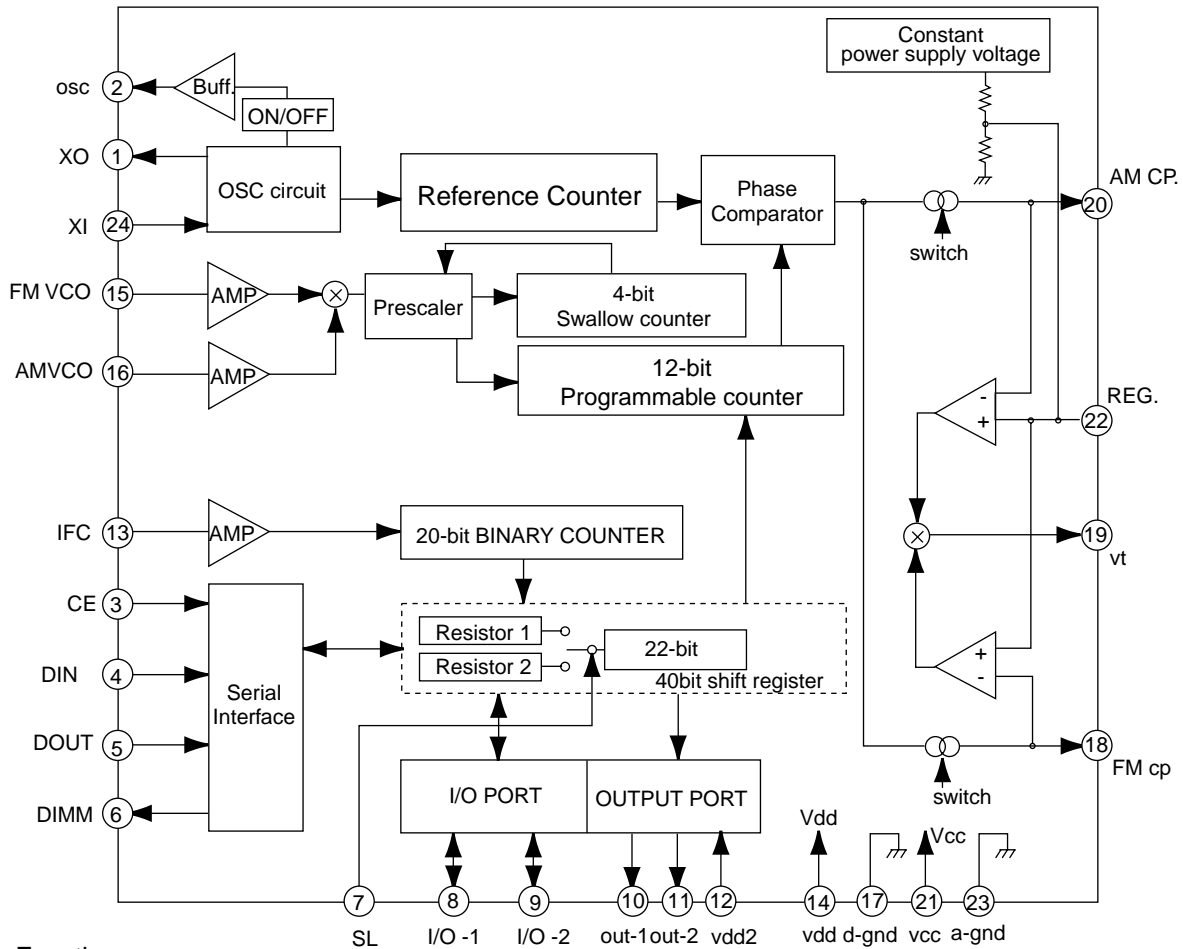 Constant
power supply voltage
osc
2
Buff.
ON/OFF
XO
1
OSC circuit
Reference Counter
Phase
Comparator
AM CP.
20
XI
24
switch
FM VCO
15
AMP
×
Prescaler
4-bit
Swallow counter
AMVCO
16
AMP
12-bit
Programmable counter
-
+
REG.
22
IFC
13
AMP
20-bit BINARY COUNTER
×
19
vt
CE
3
Resistor 1
Resistor 2
22-bit
40bit shift register
+
-
DIN
4
Serial
Interface
DOUT
5
18
FM cp
switch
DIMM
6
I/O PORT
OUTPUT PORT
Vdd
Vcc
7
8
9
10
11
12
14
17
21
23
SL
I/O -1
I/O -2
out-1
out-2
vdd2
vdd
d-gnd
vcc
a-gnd